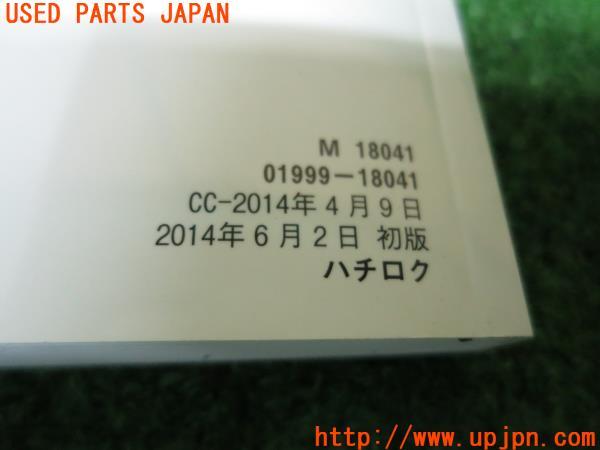 USED PARTS JAPAN
M 18041
01999-18041
CC-2014年4月9日
2014年6月2日 初版
ハチロク
http://www.upjpn.com/